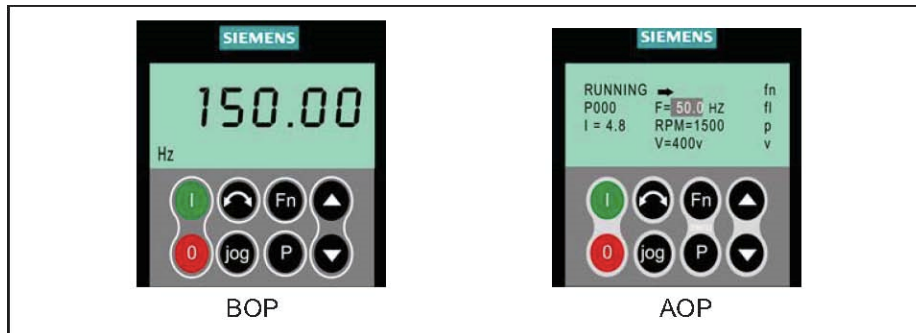 SIEMENS
150.00
Hz
I
Fn
0
jog
P
BOP
SIEMENS
RUNNING fn
P000 F= 50.0 HZ fl
I = 4.8 RPM=1500 p
V=400v v
I
Fn
0
jog
P
AOP